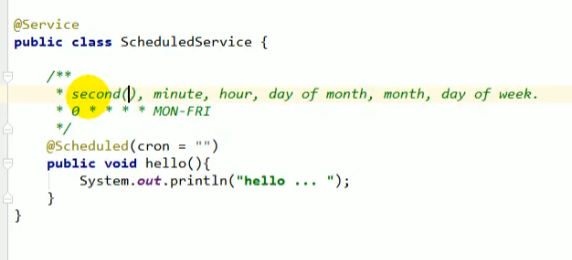 @Service
public class ScheduledService {
/**
* second(), minute, hour, day of month, month, day of week.
* 0 * * * * MON-FRI
*/
@Scheduled(cron = "")
public void hello(){
System.out.println("hello ... ");
}
}